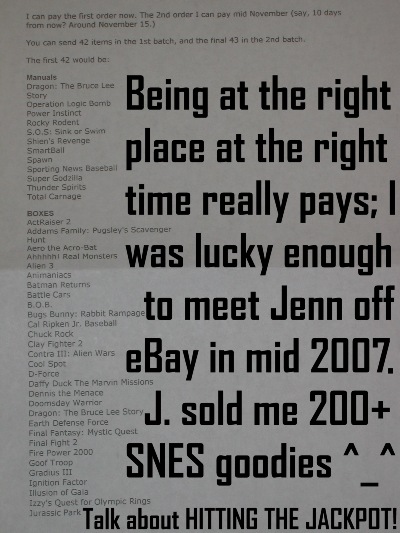 I can pay the first order now. The 2nd order I can pay mid November (say, 10 days
from now? Around November 15.)
You can send 42 items in the 1st batch, and the final 43 in the 2nd batch.
The first 42 would be:
Manuals
Dragon: The Bruce Lee
Story
Operation Logic Bomb
Power Instinct
Rocky Rodent
S.O.S: Sink or Swim
Shien's Revenge
SmartBall
Spawn
Sporting News Baseball
Super Godzilla
Thunder Spirits
Total Carnage
BOXES
ActRaiser 2
Addams Family: Pugsley's Scavenger
Hunt
Aero the Acro-Bat
Ahhhhh! Real Monsters
Alien 3
Animaniacs
Batman Returns
Battle Cars
B.O.B.
Bugs Bunny: Rabbit Rampage
Cal Ripken Jr. Baseball
Chuck Rock
Clay Fighter 2
Contra III: Alien Wars
Cool Spot
D-Force
Daffy Duck The Marvin Missions
Dennis the Menace
Doomsday Warrior
Dragon: The Bruce Lee Story
Earth Defense Force
Final Fantasy: Mystic Quest
Final Fight 2
Fire Power 2000
Goof Troop
Gradius III
Ignition Factor
Illusion of Gaia
Izzy's Quest for Olympic Rings
Jurassic Park
Being at the right
place at the right
time really pays; I
was lucky enough
to meet Jenn off
eBay in mid 2007.
J. sold me 200+
SNES goodies ^_^
Talk about HITTING THE JACKPOT!